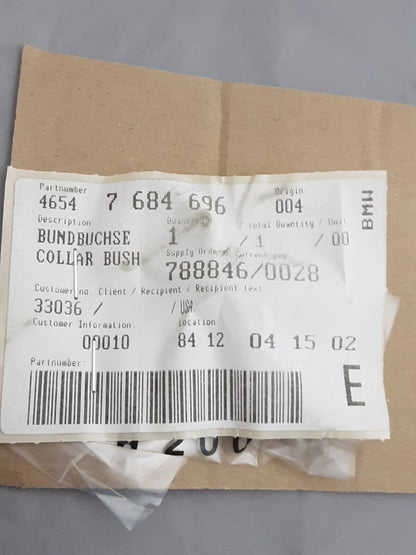 Partnumber: Origin:
4654 7 684 696 004
BMW
Description Quantity / Total Quantity / Unit
BUNDBUCHSE 1 / 1 / 00
COLLAR BUSH Supply Order / Current pos
788846/0028
Customer no. Client / Recipient / Recipient text
33036 / / USA
Customer Information Location
00010 84 12 04 15 02
Partnumber:
E
200